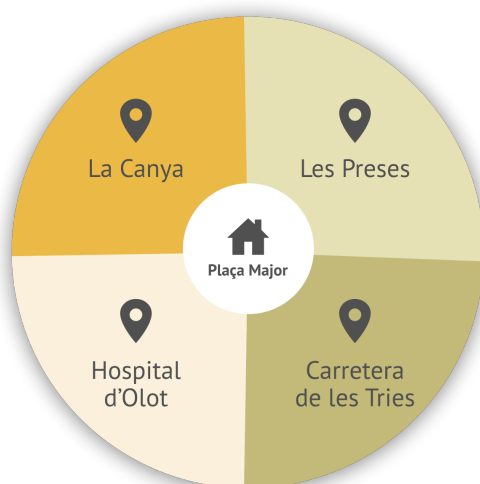 La Canya
Les Preses
Plaça Major
Hospital
d’Olot
Carretera
de les Tries